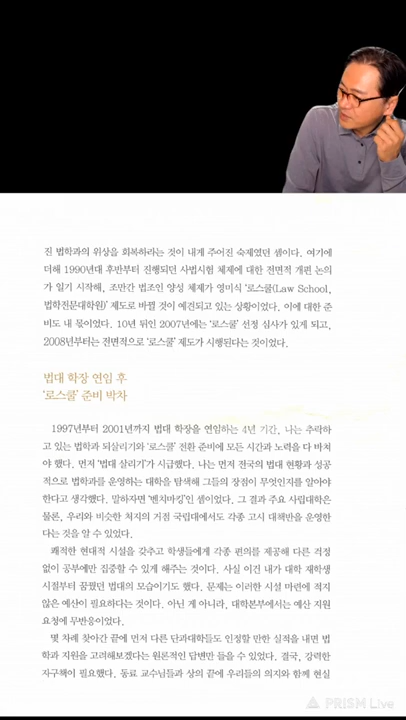 진 법학과의 위상을 회복하라는 것이 내게 주어진 숙제였던 셈이다. 여기에
더해 1990년대 후반부터 진행되던 사법시험 체제에 대한 전면적 개편 논의
가 일기 시작해, 조만간 법조인 양성 체제가 영미식 '로스쿨(Law School,
법학전문대학원)' 제도로 바뀔 것이 예견되고 있는 상황이었다. 이에 대한 준
비도 내 몫이었다. 10년 뒤인 2007년에는 '로스쿨' 선정 심사가 있게 되고,
2008년부터는 전면적으로 '로스쿨' 제도가 시행된다는 것이었다.
법대 학장 연임 후
'로스쿨' 준비 박차
1997년부터 2001년까지 법대 학장을 연임하는 4년 기간, 나는 추락하
고 있는 법학과 되살리기와 '로스쿨' 전환 준비에 모든 시간과 노력을 다 바쳐
야 했다. 먼저 '법대 살리기'가 시급했다. 나는 먼저 전국의 법대 현황과 성공
적으로 법학과를 운영하는 대학을 탐색해 그들의 장점이 무엇인지를 알아야
한다고 생각했다. 말하자면 '벤치마킹'인 셈이었다. 그 결과 주요 사립대학은
물론, 우리와 비슷한 처지의 거점 국립대에서도 각종 고시 대책반을 운영한
다는 것을 알 수 있었다.
쾌적한 현대적 시설을 갖추고 학생들에게 각종 편의를 제공해 다른 걱정
없이 공부에만 집중할 수 있게 해주는 것이다. 사실 이건 내가 대학 재학생
시절부터 꿈꿨던 법대의 모습이기도 했다. 문제는 이러한 시설 마련에 적지
않은 예산이 필요하다는 것이다. 아닌 게 아니라, 대학본부에서는 예산 지원
요청에 무반응이었다.
몇 차례 찾아간 끝에 먼저 다른 단과대학들도 인정할 만한 실적을 내면 법
학과 지원을 고려해보겠다는 원론적인 답변만 들을 수 있었다. 결국, 강력한
자구책이 필요했다. 동료 교수님들과 상의 끝에 우리들의 의지와 함께 현실
PRISM Live